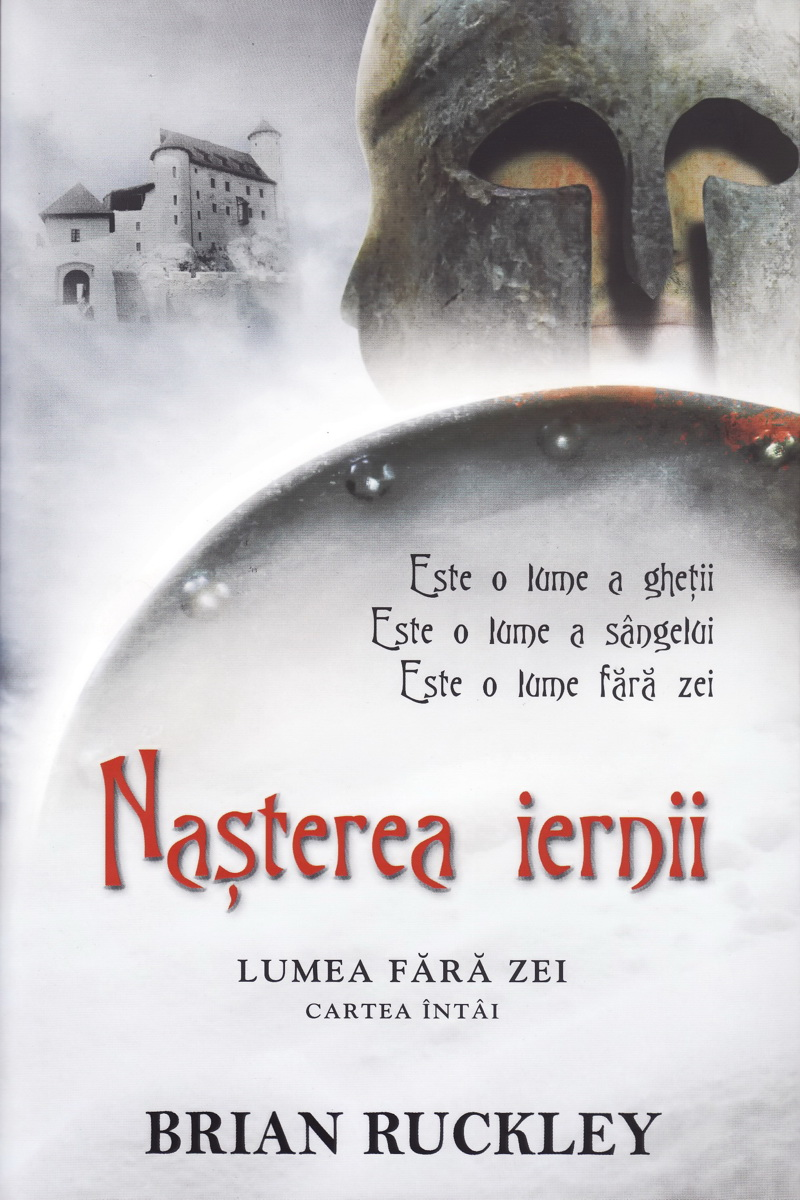 Este o lume a gheții
Este o lume a sângelui
Este o lume fără zei
Nașterea iernii
LUMEA FĂRĂ ZEI
CARTEA ÎNTÂI
BRIAN RUCKLEY